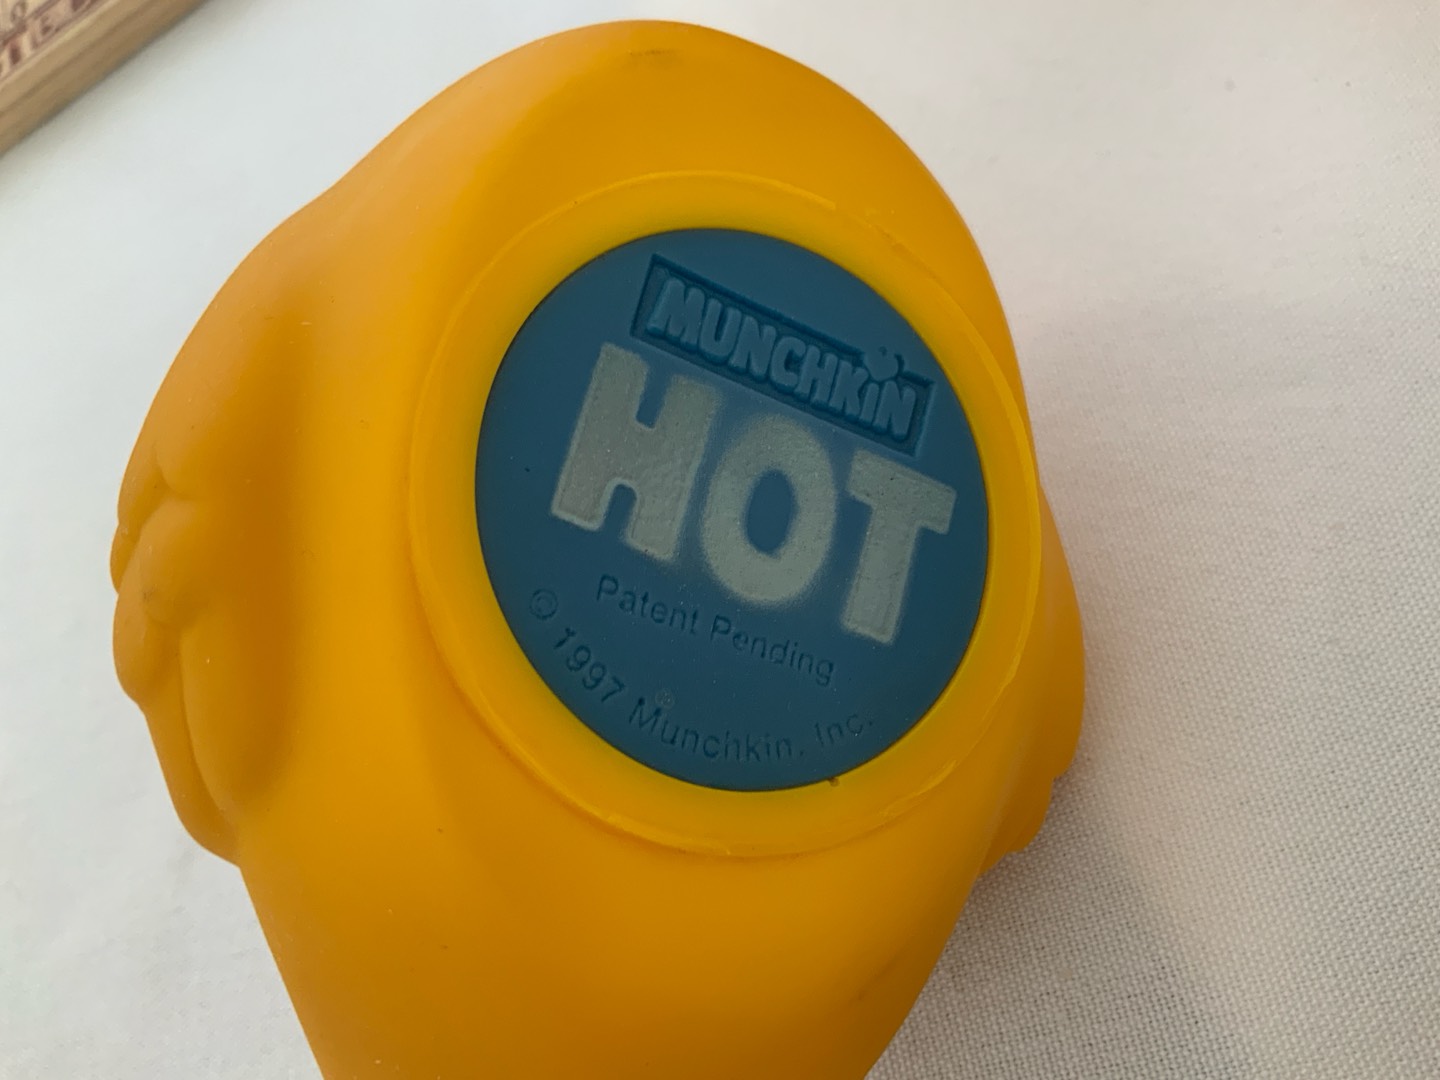 MUNCHKiN
HOT
Patent Pending
© 1997 Munchkin, Inc.